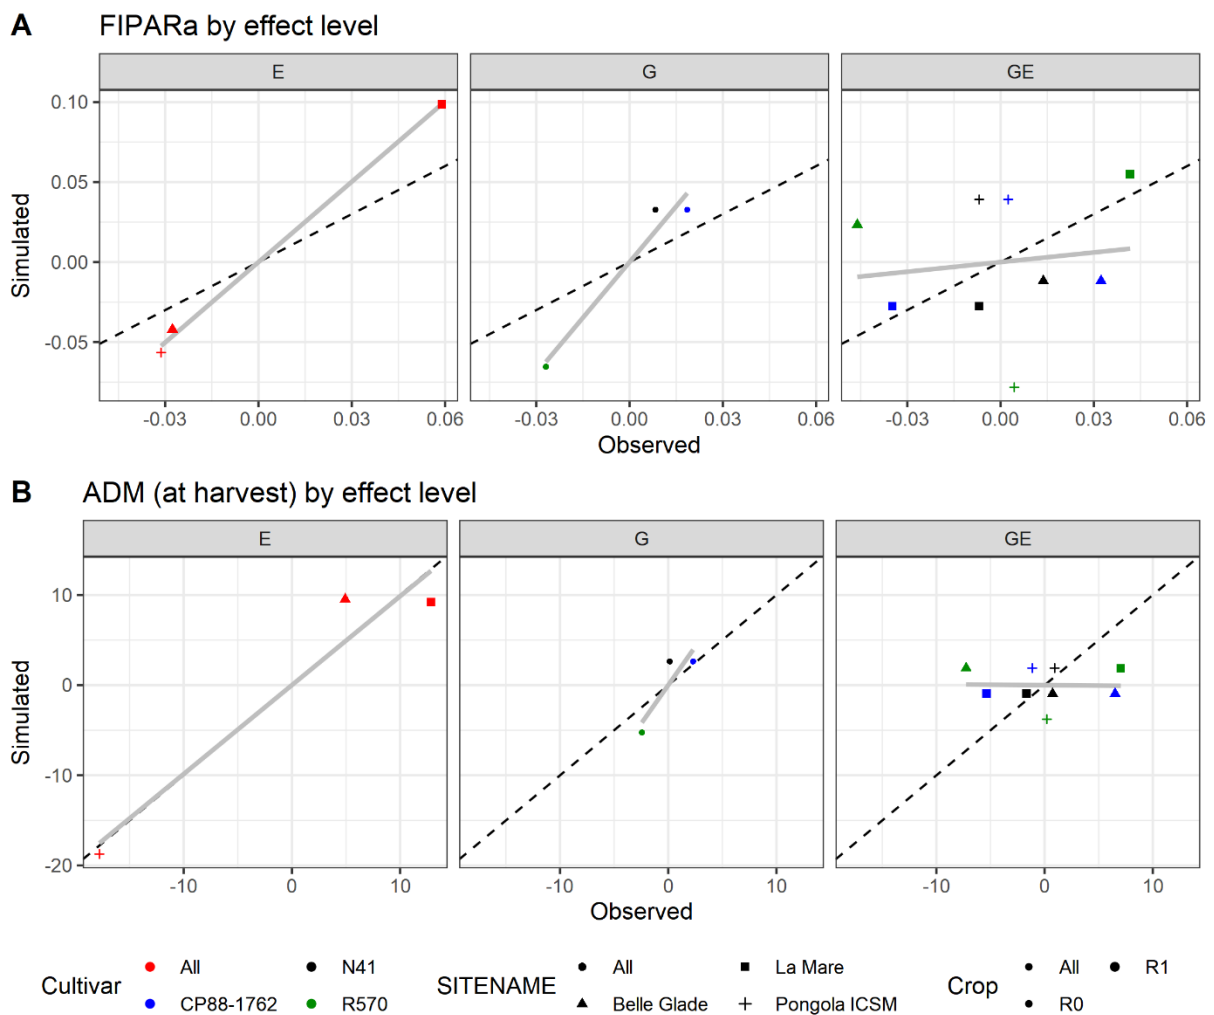 A FIPARa by effect level
E G GE
0.10
0.05
0.00
-0.05
Simulated
-0.03 0.00 0.03 0.06 -0.03 0.00 0.03 0.06 -0.03 0.00 0.03 0.06
Observed
B ADM (at harvest) by effect level
E G GE
10
0
-10
-20
Simulated
-10 0 10 -10 0 10 -10 0 10
Observed
Cultivar All N41 SITENAME All La Mare Crop All R1
CP88-1762 R570 Belle Glade Pongola ICSM R0